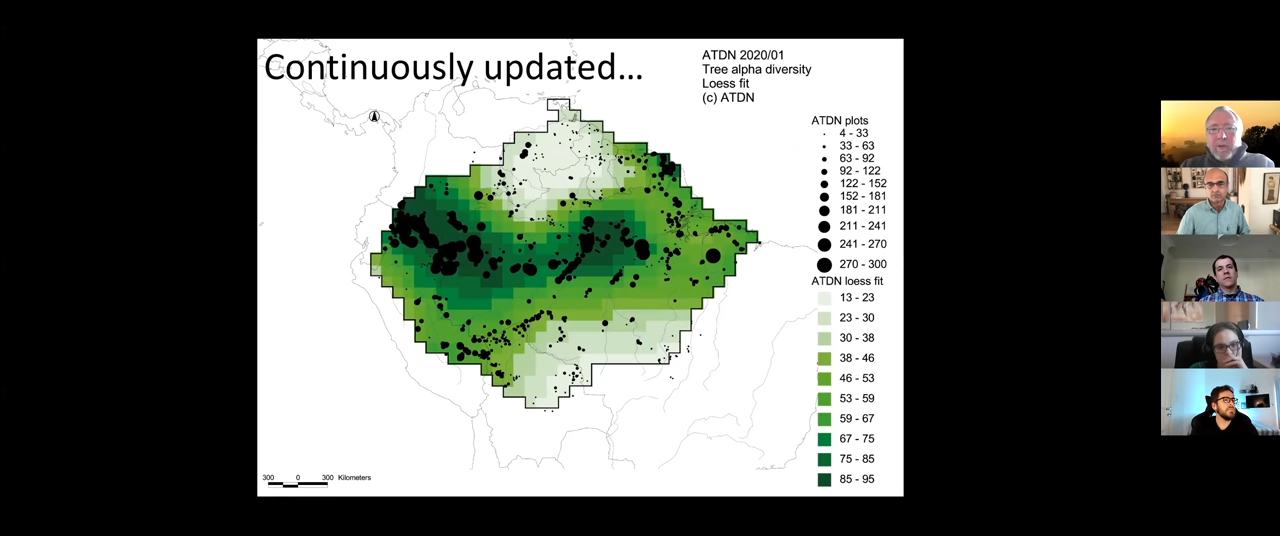 Continuously updated...
ATDN 2020/01
Tree alpha diversity
Loess fit
(c) ATDN
ATDN plots
4 - 33
33 - 63
63 - 92
92 - 122
122 - 152
152 - 181
181 - 211
211 - 241
241 - 270
270 - 300
ATDN loess fit
13 - 23
23 - 30
30 - 38
38 - 46
46 - 53
53 - 59
59 - 67
67 - 75
75 - 85
85 - 95
300 0 300 Kilometers